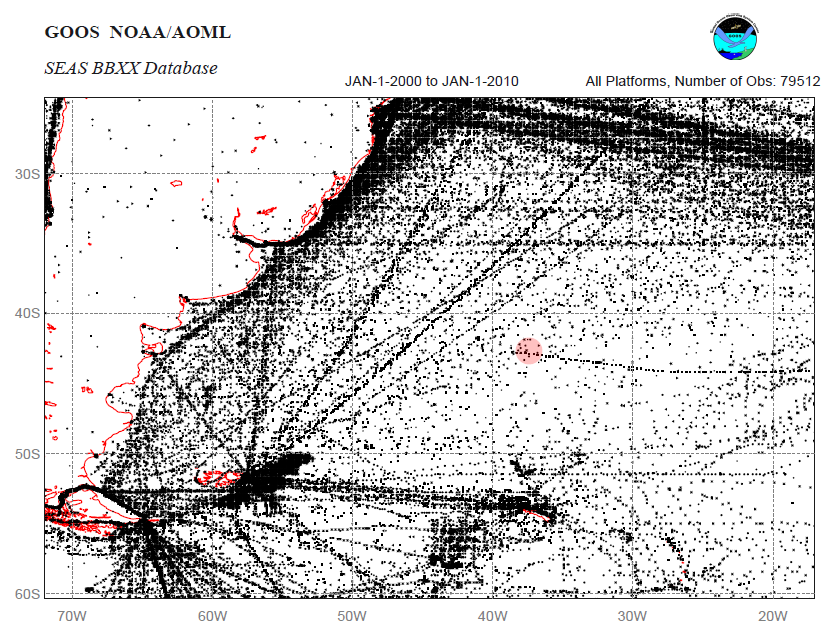 GOOS NOAA/AOML
SEAS BBXX Database
JAN-1-2000 to JAN-1-2010
All Platforms, Number of Obs: 79512
30S
40S
50S
60S
70W
60W
50W
40W
30W
20W